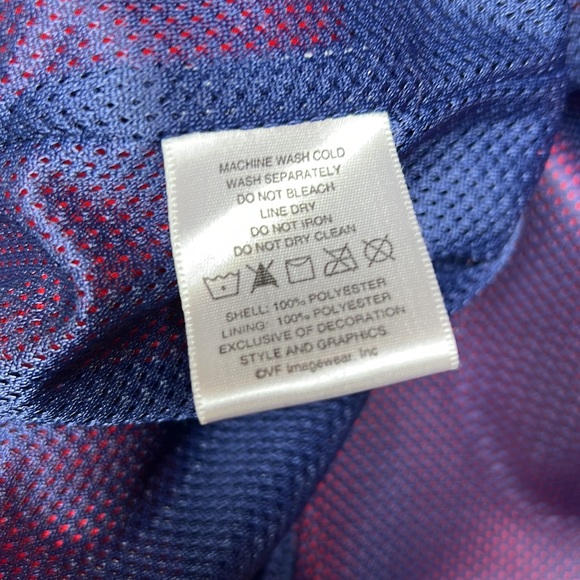 MACHINE WASH COLD
WASH SEPARATELY
DO NOT BLEACH
LINE DRY
DO NOT IRON
DO NOT DRY CLEAN
SHELL: 100% POLYESTER
LINING: 100% POLYESTER
EXCLUSIVE OF DECORATION
STYLE AND GRAPHICS
©VF Imagewear, Inc